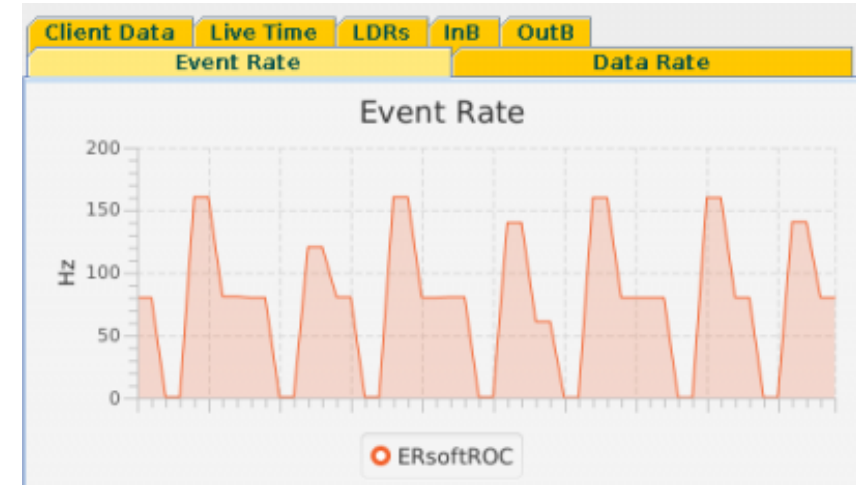 Client Data Live Time LDRs InB OutB
Event Rate Data Rate
Event Rate
200
150
100
50
0
Hz
ERsoftROC